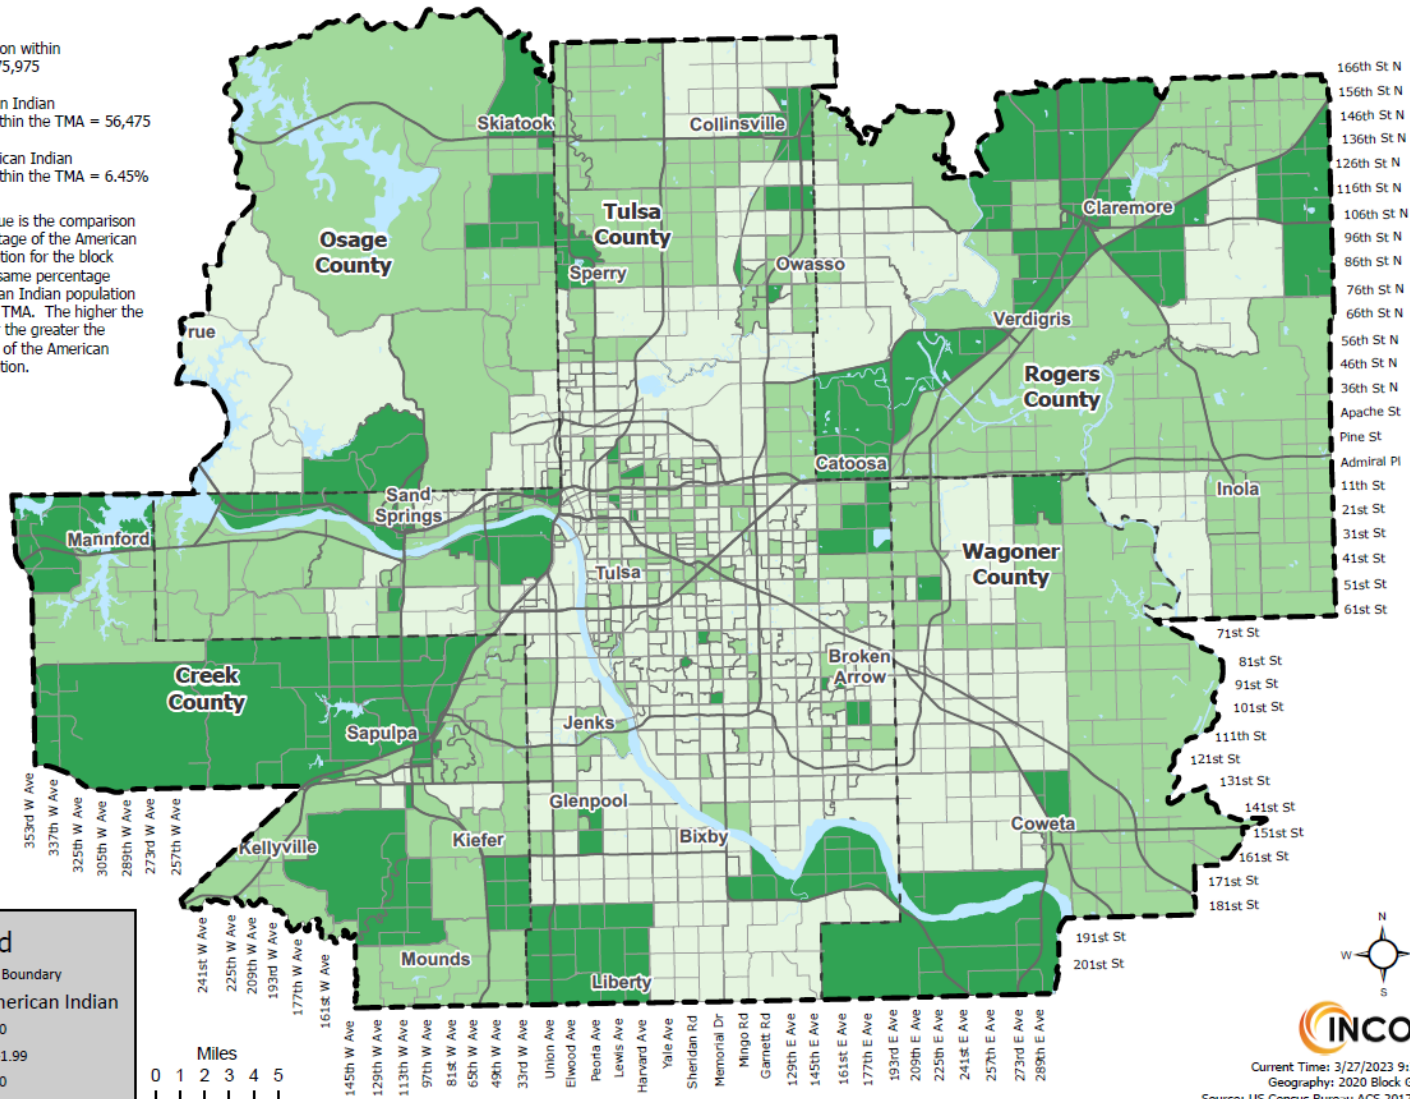 on within
75,975
n Indian
thin the TMA = 56,475
ican Indian
thin the TMA = 6.45%
ue is the comparison
tage of the American
tion for the block
same percentage
an Indian population
TMA. The higher the
the greater the
of the American
tion.
Skiatook
Collinsville
Tulsa
County
Osage
County
Sperry
Owasso
Claremore
Verdigris
Rogers
County
rue
Catoosa
Inola
Sand
Springs
Mannford
Tulsa
Wagoner
County
Creek
County
Sapulpa
Broken
Arrow
Jenks
Glenpool
Bixby
Coweta
Kellyville
Kiefer
Mounds
Liberty
166th St N
156th St N
146th St N
136th St N
126th St N
116th St N
106th St N
96th St N
86th St N
76th St N
66th St N
56th St N
46th St N
36th St N
Apache St
Pine St
Admiral Pl
11th St
21st St
31st St
41st St
51st St
61st St
71st St
81st St
91st St
101st St
111th St
121st St
131st St
141st St
151st St
161st St
171st St
181st St
191st St
201st St
353rd W Ave
337th W Ave
325th W Ave
305th W Ave
289th W Ave
273rd W Ave
257th W Ave
241st W Ave
225th W Ave
209th W Ave
193rd W Ave
177th W Ave
161st W Ave
145th W Ave
129th W Ave
113th W Ave
97th W Ave
81st W Ave
65th W Ave
49th W Ave
33rd W Ave
Union Ave
Elwood Ave
Peoria Ave
Lewis Ave
Harvard Ave
Yale Ave
Sheridan Rd
Memorial Dr
Mingo Rd
Garnett Rd
129th E Ave
145th E Ave
161st E Ave
177th E Ave
193rd E Ave
209th E Ave
225th E Ave
241st E Ave
257th E Ave
273rd E Ave
289th E Ave
d
Boundary
merican Indian
0
1.99
0
Miles
0 1 2 3 4 5
N
W
S
INCO
Current Time: 3/27/2023 9:
Geography: 2020 Block G
Source: US Census Bureau ACS 2017